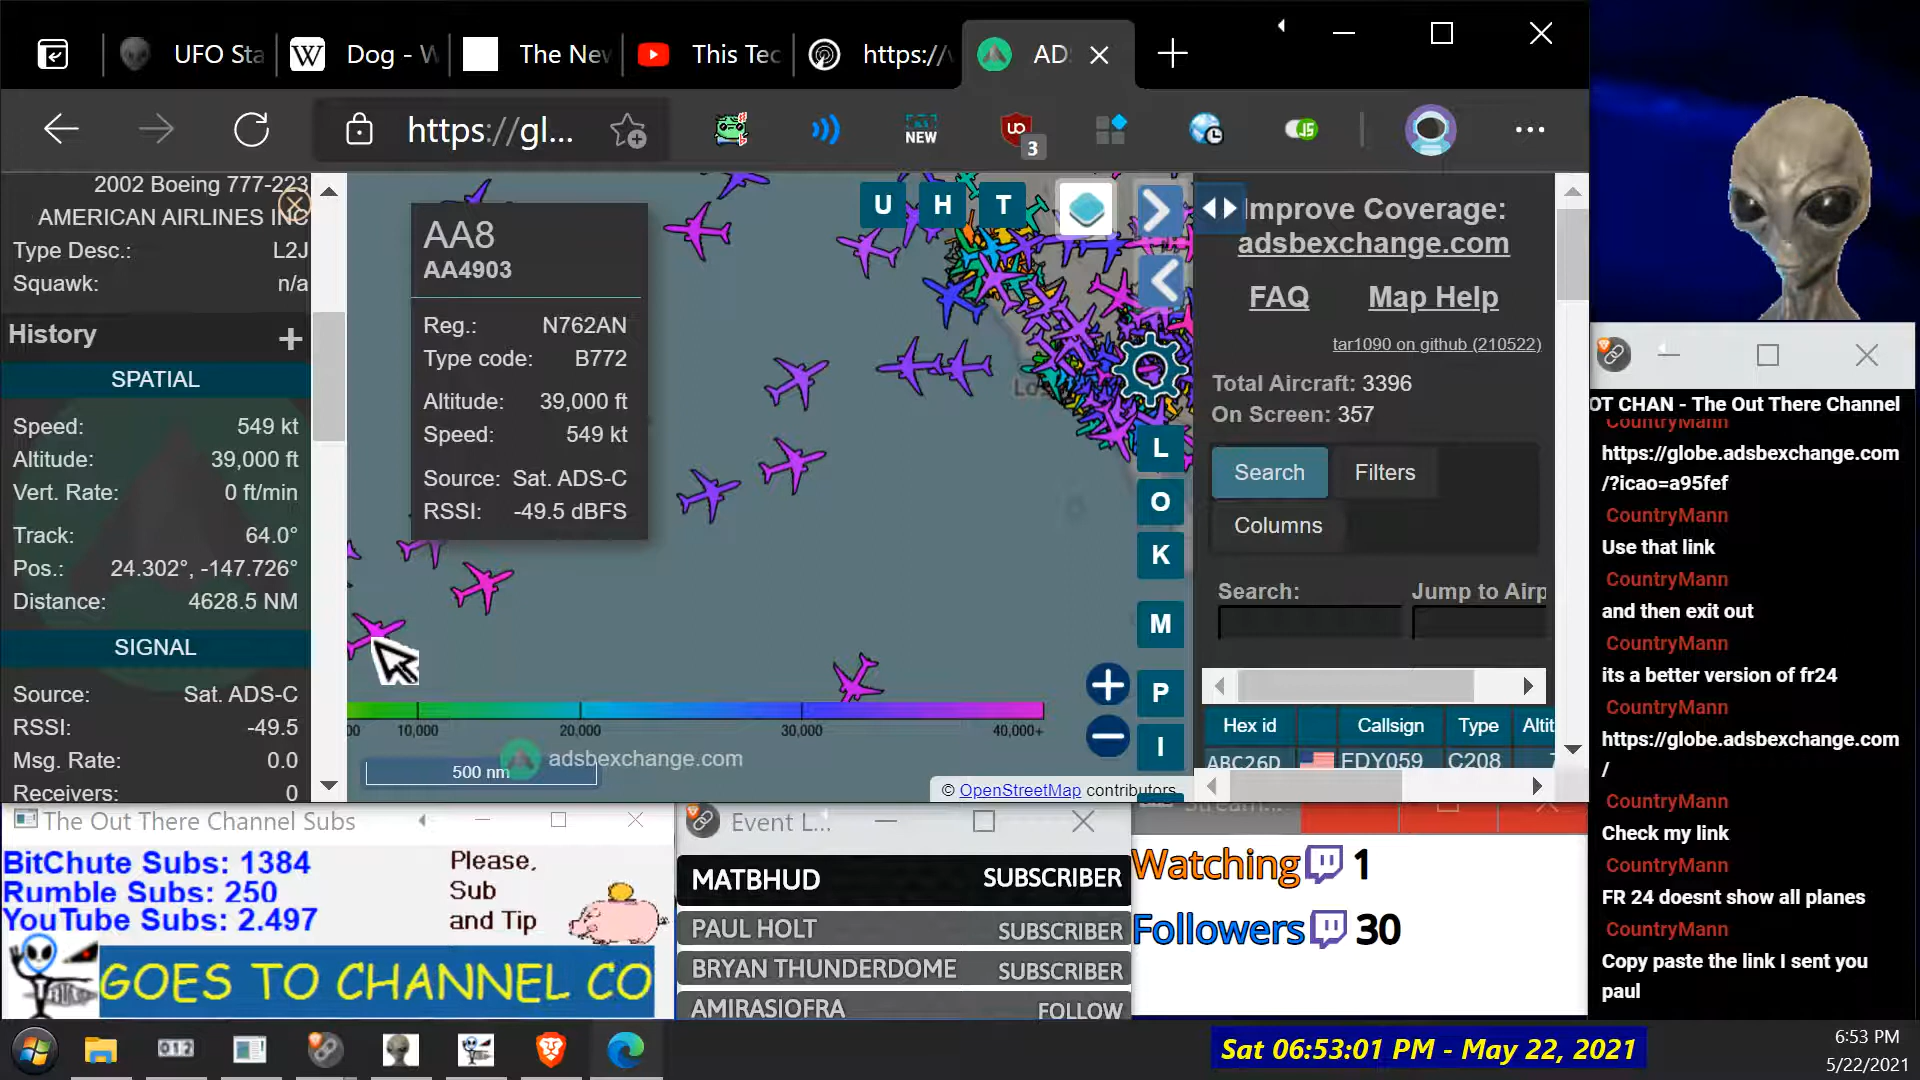 UFO Sta
Dog - W
The New
This Tec
https://
AD
https://gl...
NEW
3
2002 Boeing 777-223
AMERICAN AIRLINES INC
Type Desc.: L2J
Squawk: n/a
History
SPATIAL
Speed: 549 kt
Altitude: 39,000 ft
Vert. Rate: 0 ft/min
Track: 64.0°
Pos.: 24.302°, -147.726°
Distance: 4628.5 NM
SIGNAL
Source: Sat. ADS-C
RSSI: -49.5
Msg. Rate: 0.0
Receivers: 0
AA8
AA4903
Reg.: N762AN
Type code: B772
Altitude: 39,000 ft
Speed: 549 kt
Source: Sat. ADS-C
RSSI: -49.5 dBFS
U H T
L
O
K
M
P
I
10,000 20,000 30,000 40,000+
adsbexchange.com
500 nm
© OpenStreetMap contributors.
Improve Coverage:
adsbexchange.com
FAQ Map Help
tar1090 on github (210522)
Total Aircraft: 3396
On Screen: 357
Search Filters
Columns
Search: Jump to Airp
Hex id Callsign Type Altit
ABC26D FDY059 C208
OT CHAN - The Out There Channel
CountryMann
https://globe.adsbexchange.com
/?icao=a95fef
CountryMann
Use that link
CountryMann
and then exit out
CountryMann
its a better version of fr24
CountryMann
https://globe.adsbexchange.com
/
CountryMann
Check my link
CountryMann
FR 24 doesnt show all planes
CountryMann
Copy paste the link I sent you
paul
The Out There Channel Subs
BitChute Subs: 1384
Rumble Subs: 250
YouTube Subs: 2.497
Please,
Sub
and Tip
GOES TO CHANNEL CO
Event L...
MATBHUD SUBSCRIBER
PAUL HOLT SUBSCRIBER
BRYAN THUNDERDOME SUBSCRIBER
AMIRASIOFRA FOLLOW
Watching 1
Followers 30
012
Sat 06:53:01 PM - May 22, 2021
6:53 PM
5/22/2021